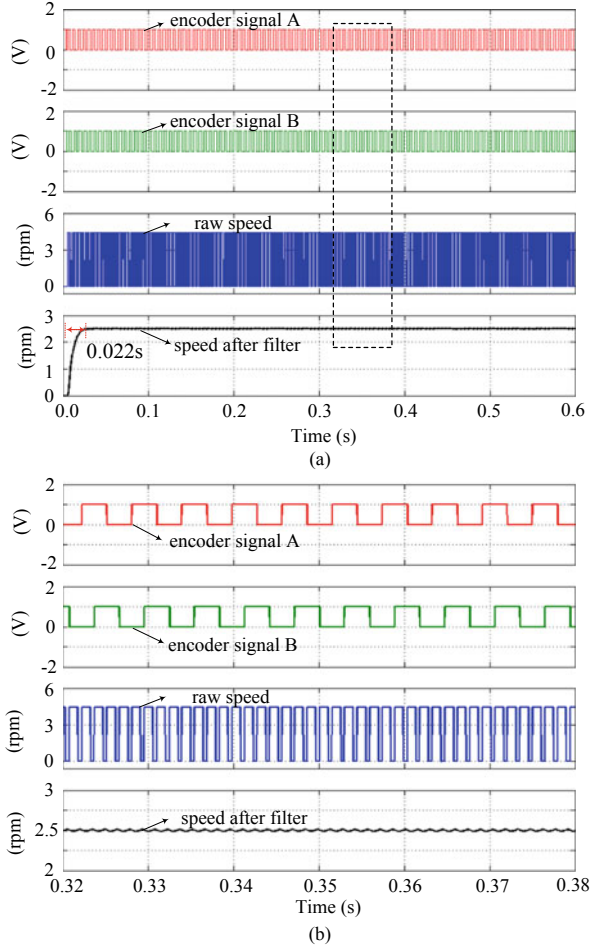 2
encoder signal A
(V)
0
-2
2
encoder signal B
(V)
0
-2
6
raw speed
(rpm)
3
0
3
2
speed after filter
(rpm)
0.022s
1
0
0.0 0.1 0.2 0.3 0.4 0.5 0.6
Time (s)
(a)
2
(V)
0
encoder signal A
-2
2
(V)
0
encoder signal B
-2
6
raw speed
(rpm)
3
0
3
speed after filter
(rpm)
2.5
2
0.32 0.33 0.34 0.35 0.36 0.37 0.38
Time (s)
(b)